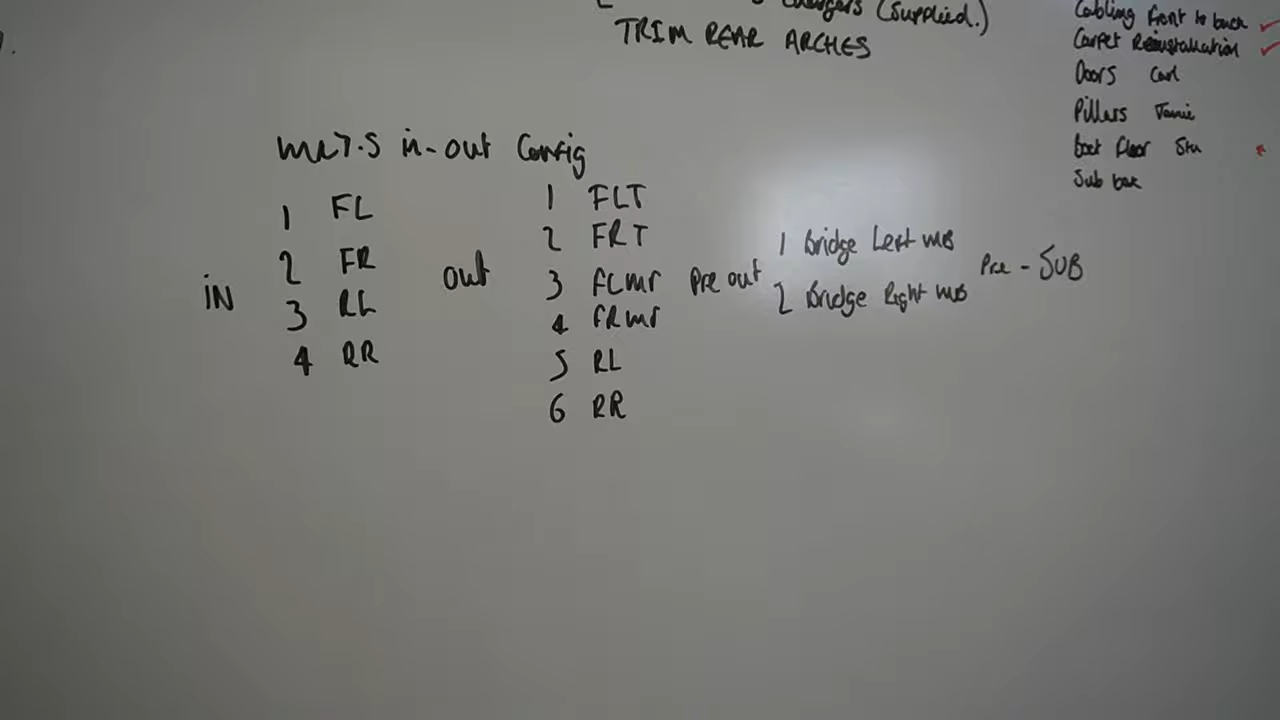 (Supplied.)
TRIM REAR ARCHES
Cabling front to back
Carpet Reinstallation
Doors Carl
Pillars Jamie
boot floor Stu
Sub box
in-out Config
IN
1 FL
2 FR
3 RL
4 RR
out
1 FLT
2 FRT
3 FLmr
4 FRmr
5 RL
6 RR
Pre out
1 Bridge Left mB
2 Bridge Right mB
Pre - SUB